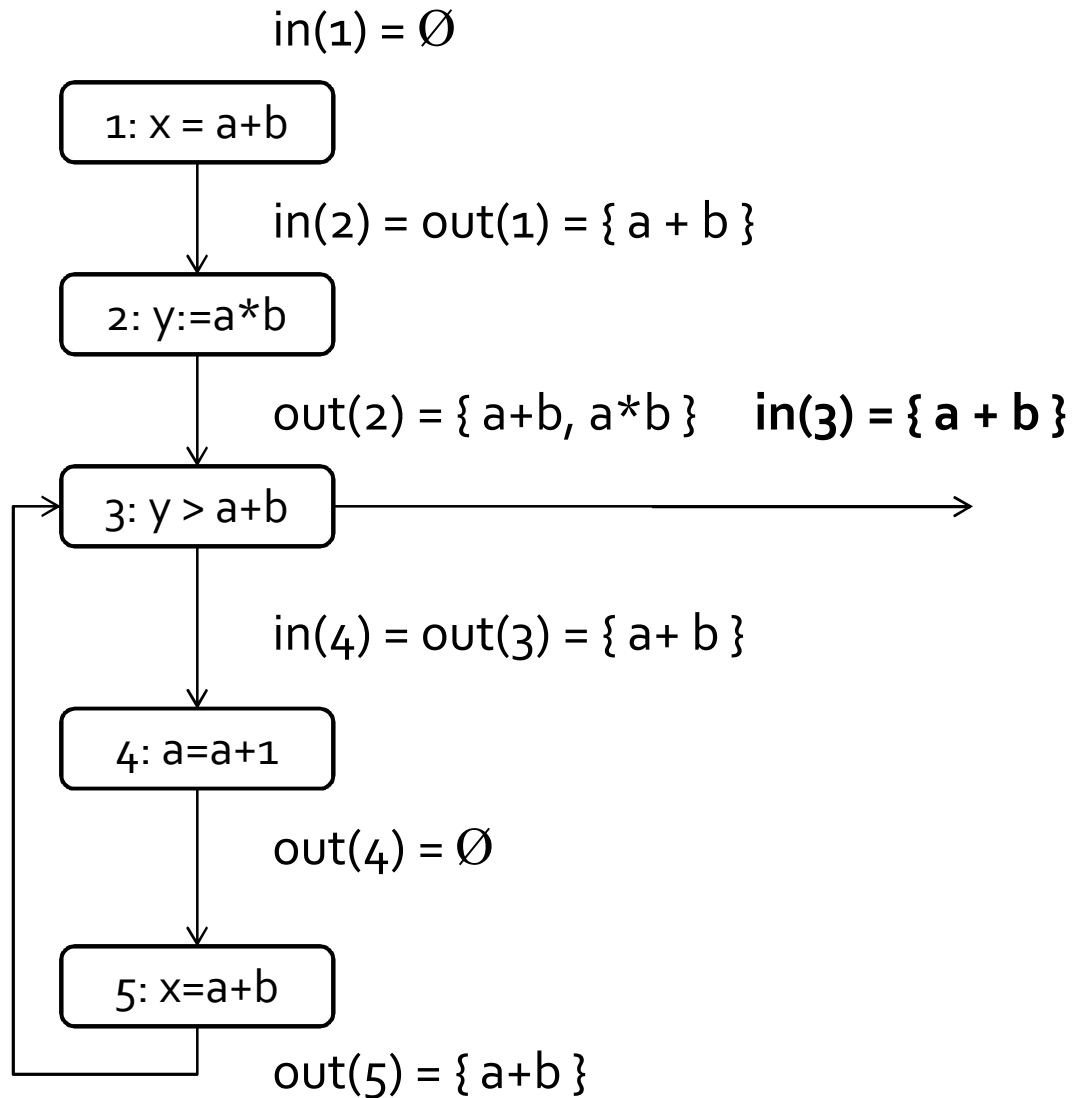 in(1) = Ø
1: x = a+b
in(2) = out(1) = { a + b }
2: y:=a*b
out(2) = { a+b, a*b } in(3) = { a + b }
3: y > a+b
in(4) = out(3) = { a+ b }
4: a=a+1
out(4) = Ø
5: x=a+b
out(5) = { a+b }